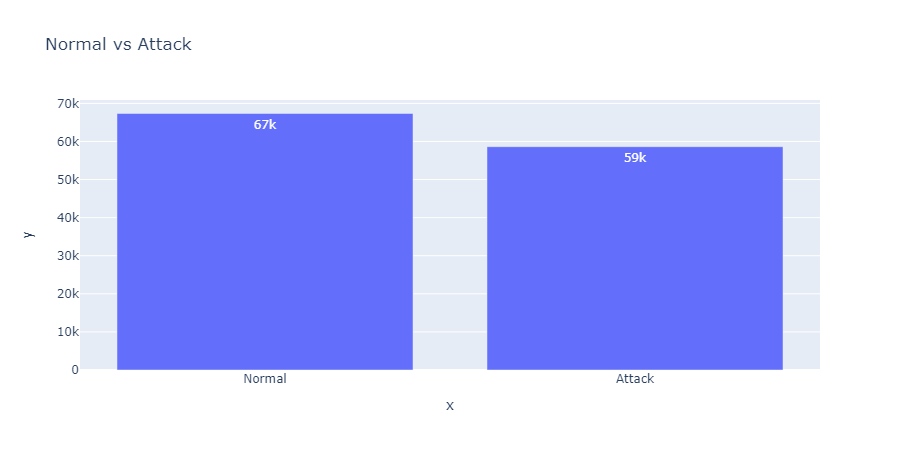 Normal vs Attack
70k
60k
50k
40k
30k
20k
10k
0
y
67k
59k
Normal
Attack
x